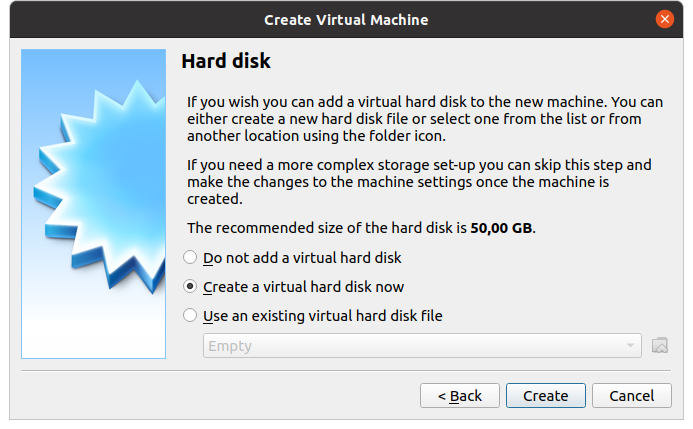 Create Virtual Machine
Hard disk
If you wish you can add a virtual hard disk to the new machine. You can
either create a new hard disk file or select one from the list or from
another location using the folder icon.
If you need a more complex storage set-up you can skip this step and
make the changes to the machine settings once the machine is
created.
The recommended size of the hard disk is 50,00 GB.
Do not add a virtual hard disk
Create a virtual hard disk now
Use an existing virtual hard disk file
Empty
< Back
Create
Cancel